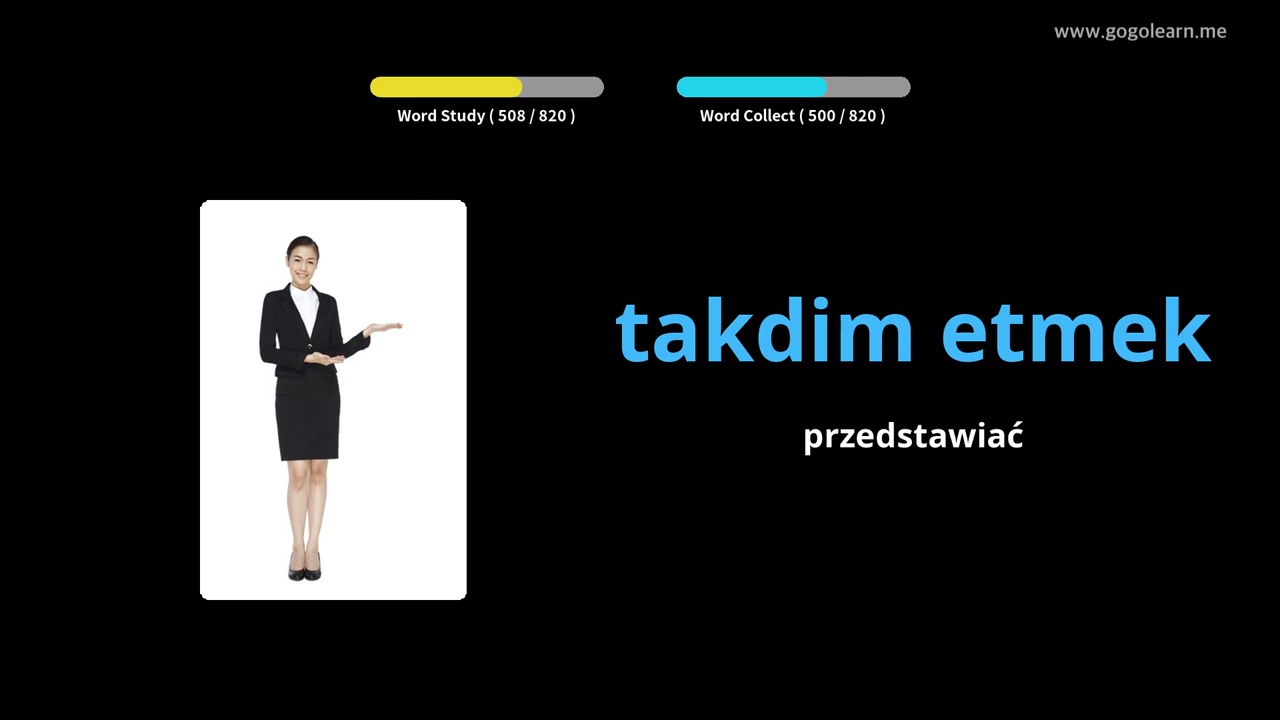 www.gogolearn.me
Word Study ( 508 / 820 )
Word Collect ( 500 / 820 )
takdim etmek
przedstawiać